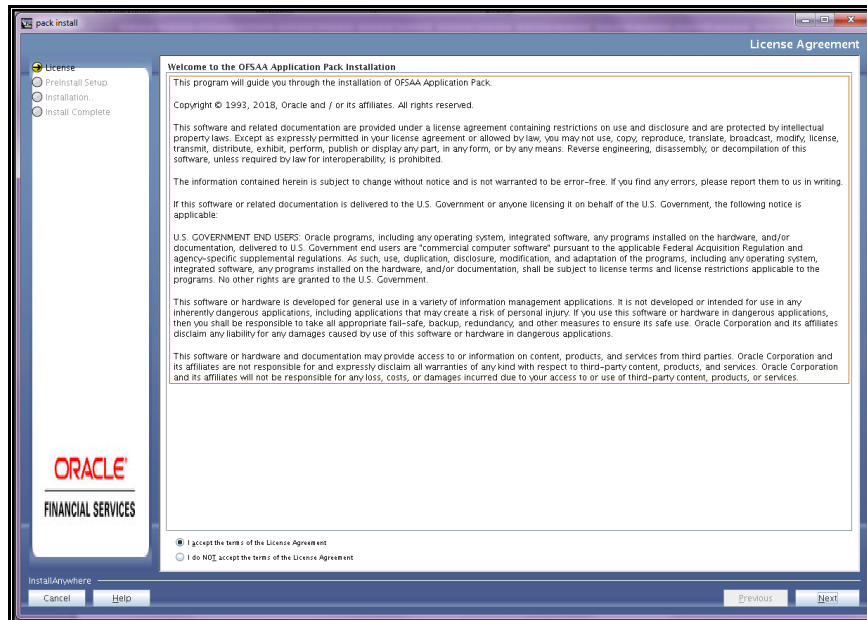 pack install
License Agreement
License
PreInstall Setup
Installation..
Install Complete
Welcome to the OFSAA Application Pack Installation
This program will guide you through the installation of OFSAA Application Pack.
Copyright © 1993, 2018, Oracle and / or its affiliates. All rights reserved.
This software and related documentation are provided under a license agreement containing restrictions on use and disclosure and are protected by intellectual
property laws. Except as expressly permitted in your license agreement or allowed by law, you may not use, copy, reproduce, translate, broadcast, modify, license,
transmit, distribute, exhibit, perform, publish or display any part, in any form, or by any means. Reverse engineering, disassembly, or decompilation of this
software, unless required by law for interoperability, is prohibited.
The information contained herein is subject to change without notice and is not warranted to be error-free. If you find any errors, please report them to us in writing.
If this software or related documentation is delivered to the U.S. Government or anyone licensing it on behalf of the U.S. Government, the following notice is
applicable:
U.S. GOVERNMENT END USERS: Oracle programs, including any operating system, integrated software, any programs installed on the hardware, and/or
documentation, delivered to U.S. Government end users are "commercial computer software" pursuant to the applicable Federal Acquisition Regulation and
agency-specific supplemental regulations. As such, use, duplication, disclosure, modification, and adaptation of the programs, including any operating system,
integrated software, any programs installed on the hardware, and/or documentation, shall be subject to license terms and license restrictions applicable to the
programs. No other rights are granted to the U.S. Government.
This software or hardware is developed for general use in a variety of information management applications. It is not developed or intended for use in any
inherently dangerous applications, including applications that may create a risk of personal injury. If you use this software or hardware in dangerous applications,
then you shall be responsible to take all appropriate fail-safe, backup, redundancy, and other measures to ensure its safe use. Oracle Corporation and its affiliates
disclaim any liability for any damages caused by use of this software or hardware in dangerous applications.
This software or hardware and documentation may provide access to or information on content, products, and services from third parties. Oracle Corporation and
its affiliates are not responsible for and expressly disclaim all warranties of any kind with respect to third-party content, products, and services. Oracle Corporation
and its affiliates will not be responsible for any loss, costs, or damages incurred due to your access to or use of third-party content, products, or services.
ORACLE
FINANCIAL SERVICES
I accept the terms of the License Agreement
I do NOT accept the terms of the License Agreement
InstallAnywhere
Cancel
Help
Previous
Next